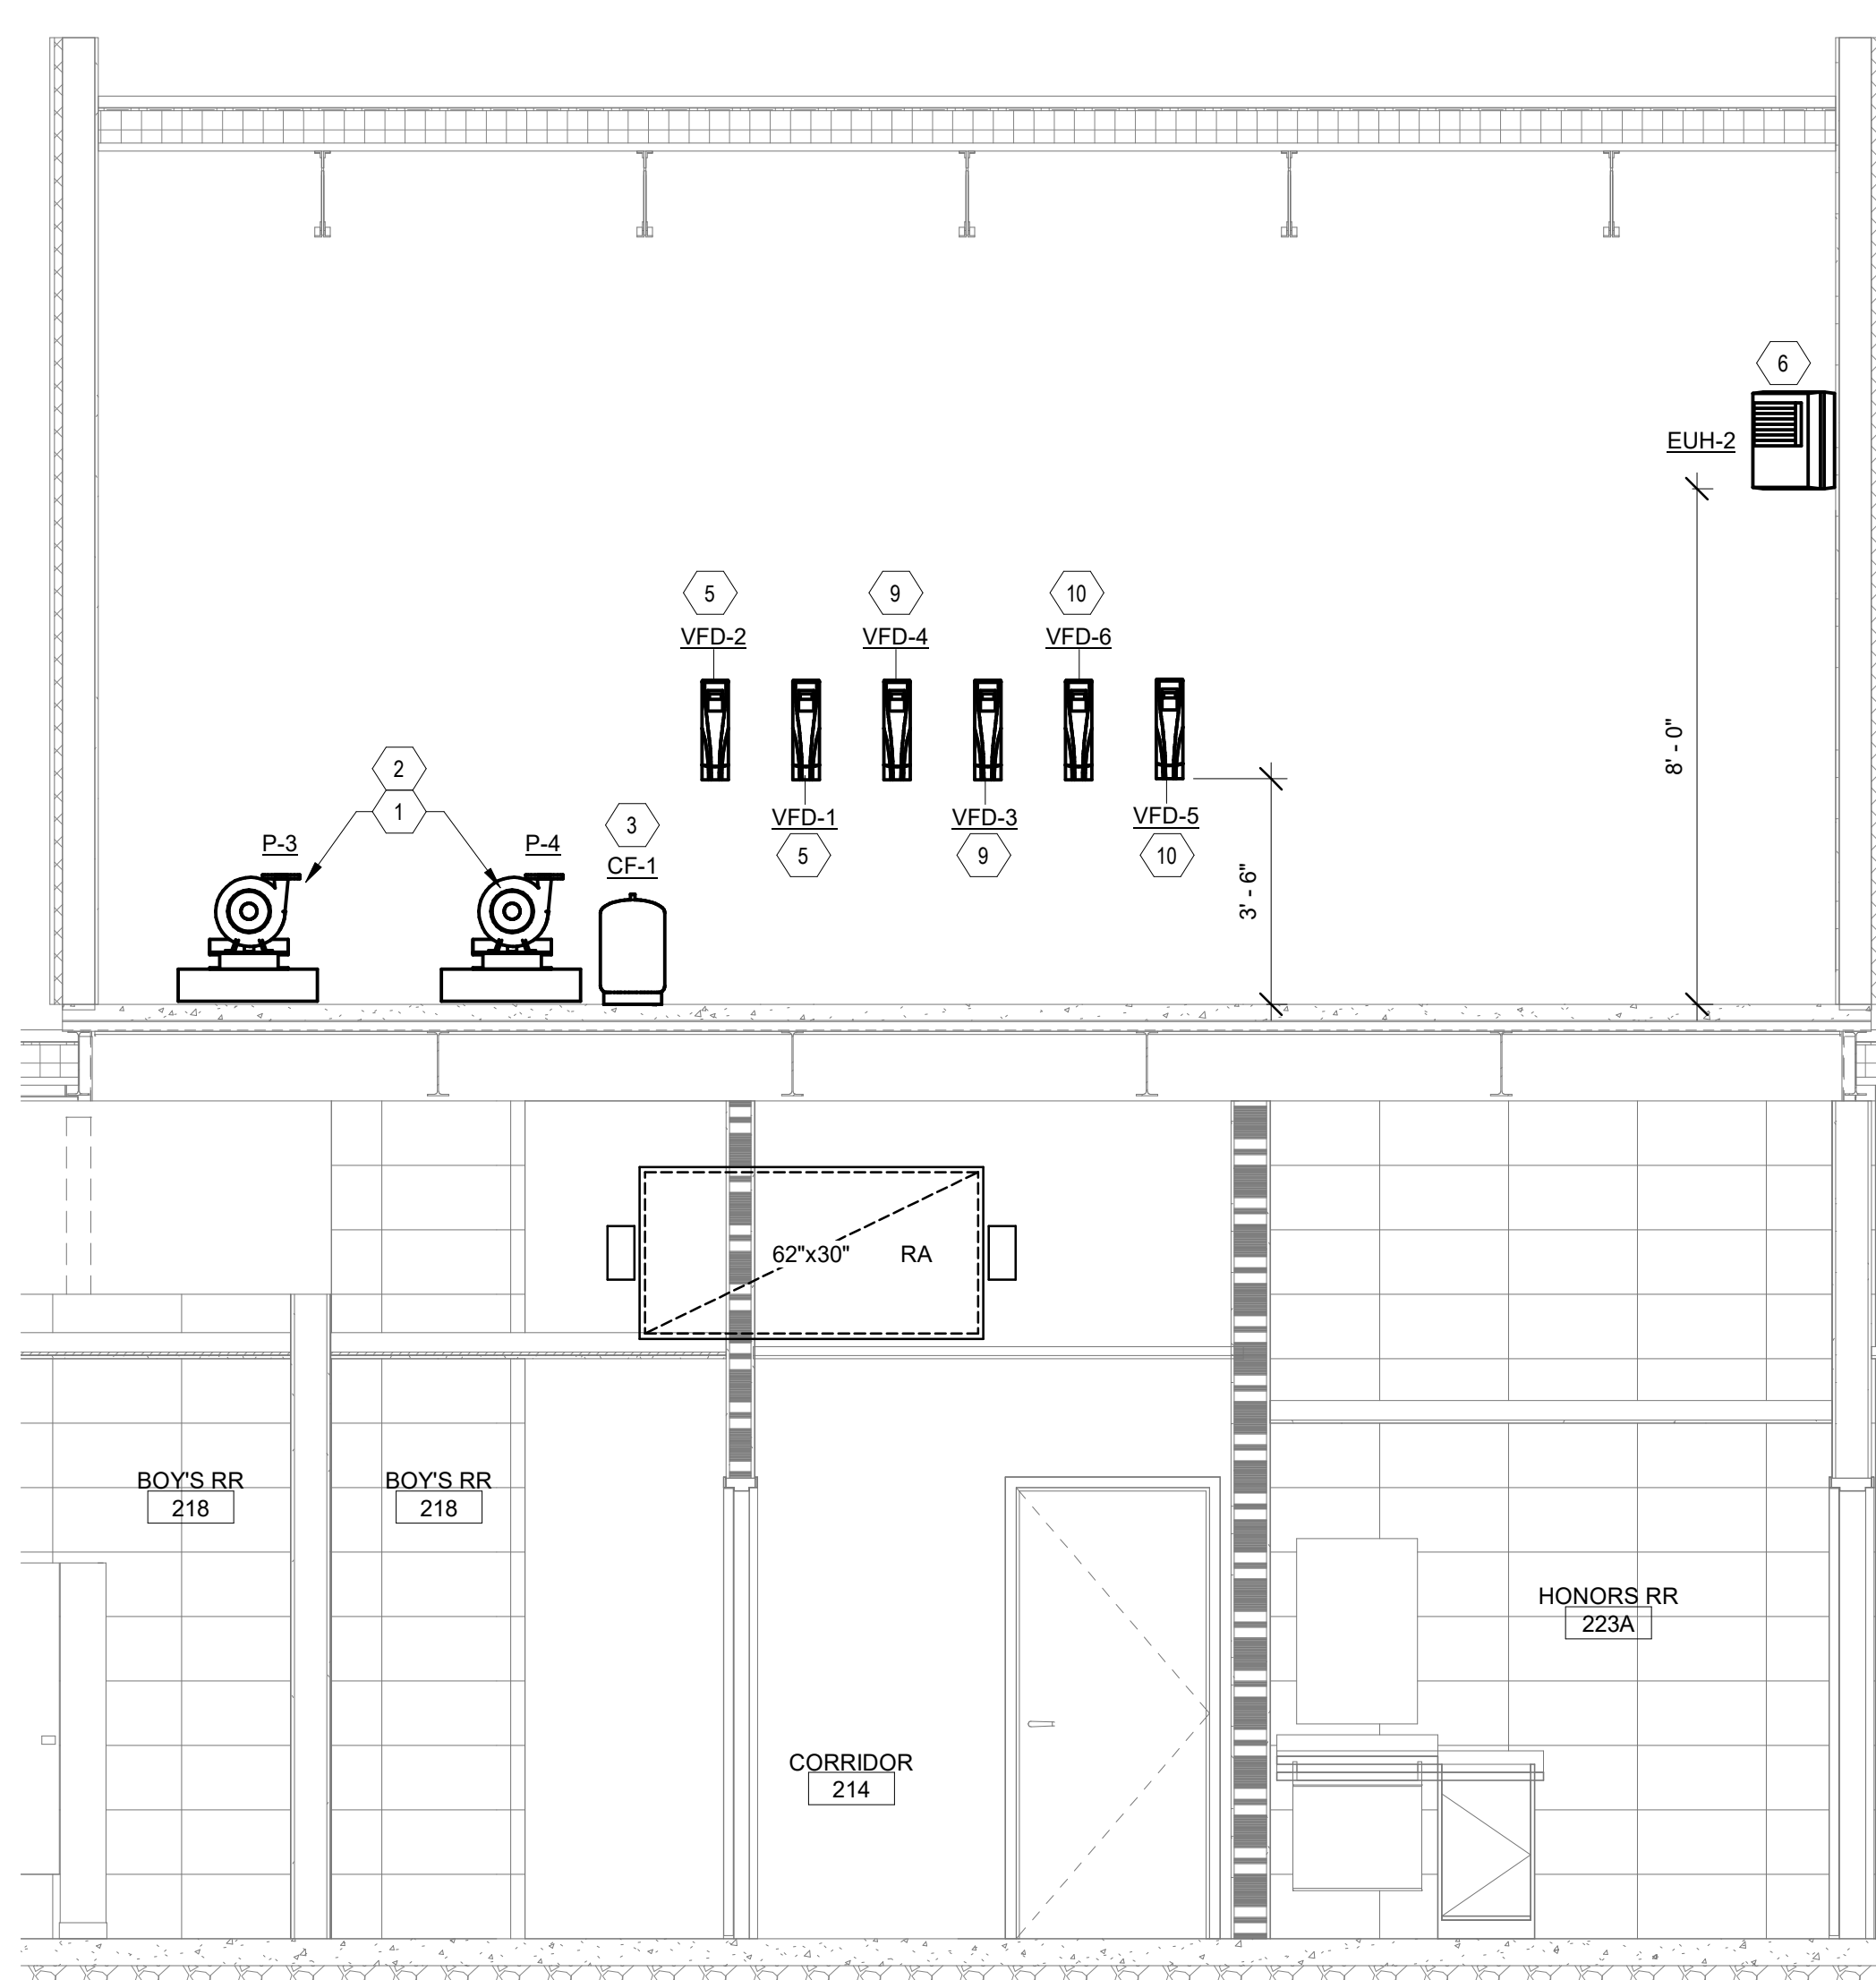 6
EUH-2
5
9
10
VFD-2
VFD-4
VFD-6
8' - 0"
2
1
3
VFD-1
VFD-3
VFD-5
P-3
P-4
CF-1
5
9
10
3' - 6"
62"x30"
RA
BOY'S RR
218
BOY'S RR
218
HONORS RR
223A
CORRIDOR
214